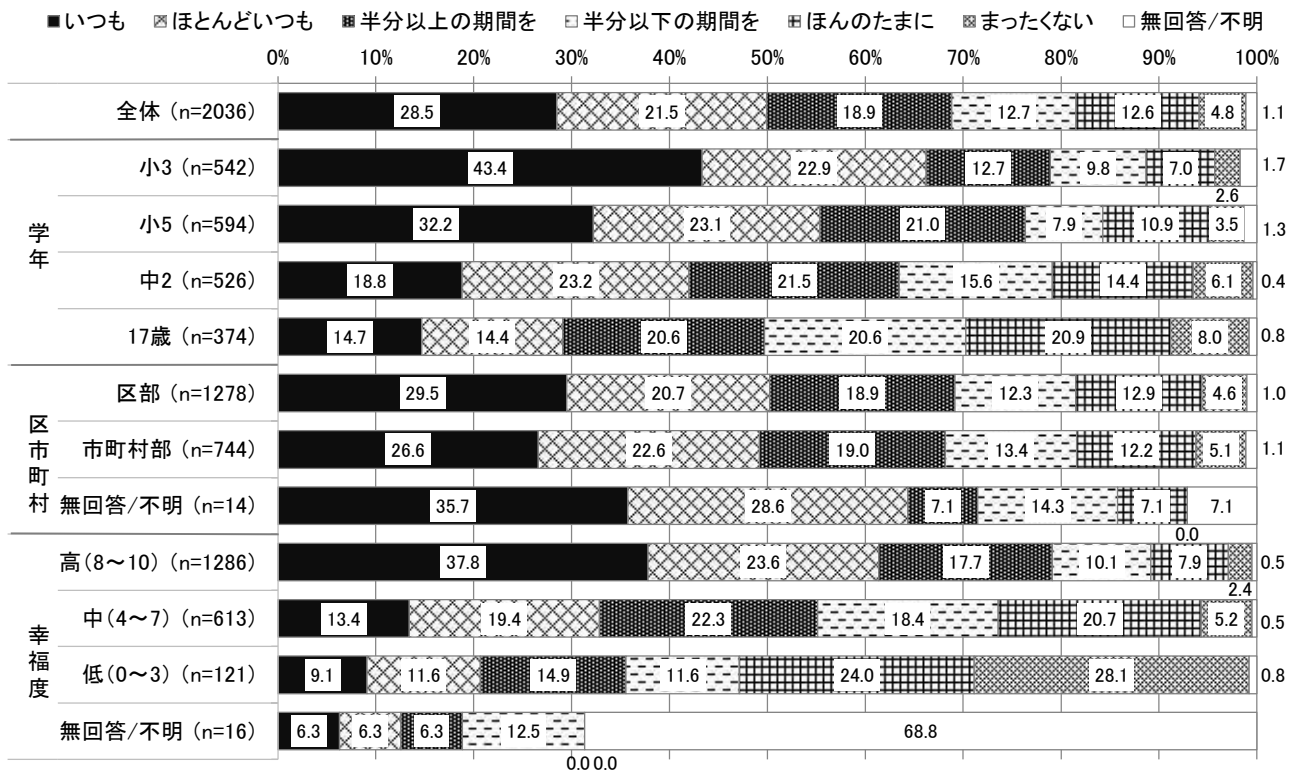 ■いつも ほとんどいつも 半分以上の期間を 半分以下の期間を ほんのたまに まったくない □無回答/不明
0% 10% 20% 30% 40% 50% 60% 70% 80% 90% 100%
全体 (n=2036) 28.5 21.5 18.9 12.7 12.6 4.8 1.1
学年
小3 (n=542) 43.4 22.9 12.7 9.8 7.0 2.6 1.7
小5 (n=594) 32.2 23.1 21.0 7.9 10.9 3.5 1.3
中2 (n=526) 18.8 23.2 21.5 15.6 14.4 6.1 0.4
17歳 (n=374) 14.7 14.4 20.6 20.6 20.9 8.0 0.8
区市町村
区部 (n=1278) 29.5 20.7 18.9 12.3 12.9 4.6 1.0
市町村部 (n=744) 26.6 22.6 19.0 13.4 12.2 5.1 1.1
無回答/不明 (n=14) 35.7 28.6 7.1 14.3 7.1 0.0 7.1
幸福度
高(8～10) (n=1286) 37.8 23.6 17.7 10.1 7.9 2.4 0.5
中(4～7) (n=613) 13.4 19.4 22.3 18.4 20.7 5.2 0.5
低(0～3) (n=121) 9.1 11.6 14.9 11.6 24.0 28.1 0.8
無回答/不明 (n=16) 6.3 6.3 6.3 12.5 0.0 0.0 68.8